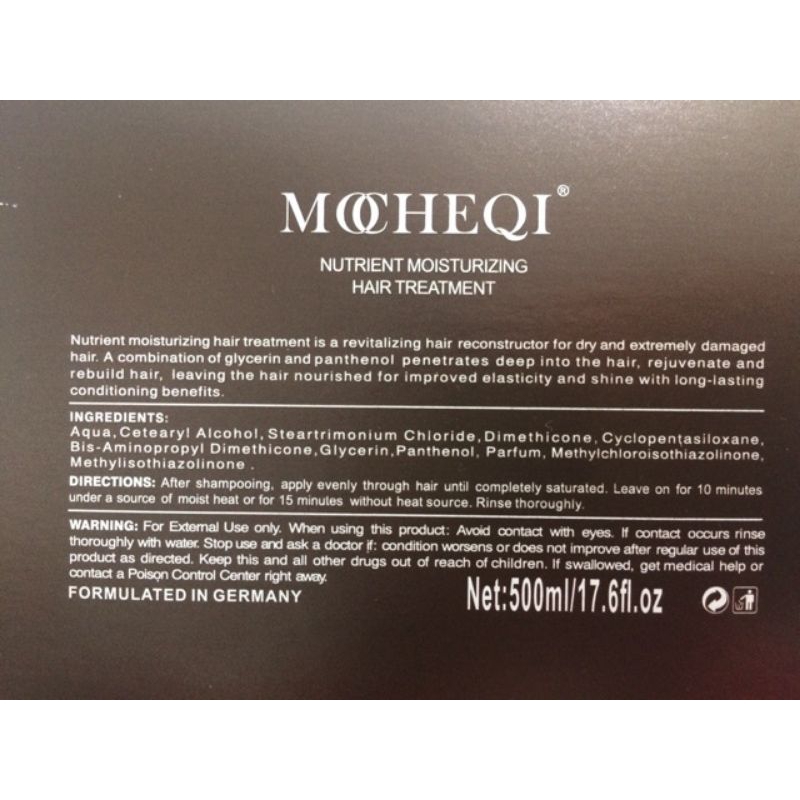 MOCHEQI®
NUTRIENT MOISTURIZING
HAIR TREATMENT
Nutrient moisturizing hair treatment is a revitalizing hair reconstructor for dry and extremely damaged
hair. A combination of glycerin and panthenol penetrates deep into the hair, rejuvenate and
rebuild hair, leaving the hair nourished for improved elasticity and shine with long-lasting
conditioning benefits.
INGREDIENTS:
Aqua, Cetearyl Alcohol, Steartrimonium Chloride, Dimethicone, Cyclopentasiloxane,
Bis-Aminopropyl Dimethicone, Glycerin, Panthenol, Parfum, Methylchloroisothiazolinone,
Methylisothiazolinone .
DIRECTIONS: After shampooing, apply evenly through hair until completely saturated. Leave on for 10 minutes
under a source of moist heat or for 15 minutes without heat source. Rinse thoroughly.
WARNING: For External Use only. When using this product: Avoid contact with eyes. If contact occurs rinse
thoroughly with water. Stop use and ask a doctor if: condition worsens or does not improve after regular use of this
product as directed. Keep this and all other drugs out of reach of children. If swallowed, get medical help or
contact a Poison Control Center right away.
FORMULATED IN GERMANY
Net:500ml/17.6fl.oz